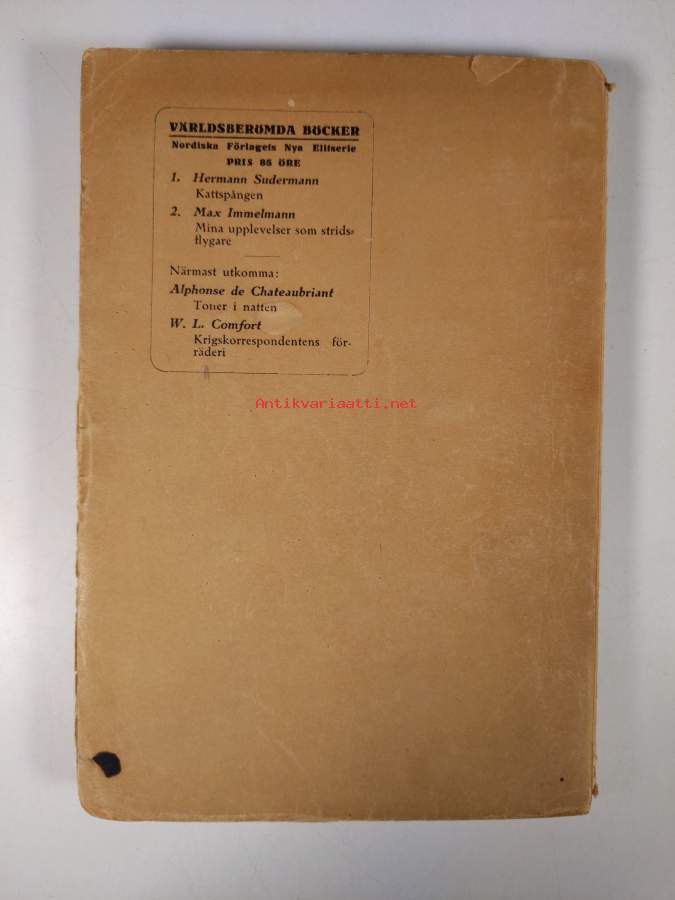 VÄRLDSBERÖMDA BÖCKER
Nordiska Förlagets Nya Elitserie
PRIS 85 ÖRE
1. Hermann Sudermann
Kattspången
2. Max Immelmann
Mina upplevelser som strids-
flygare
Närmast utkomma:
Alphonse de Chateaubriant
Toner i natten
W. L. Comfort
Krigskorrespondentens för-
räderi
Antikvariaatti.net